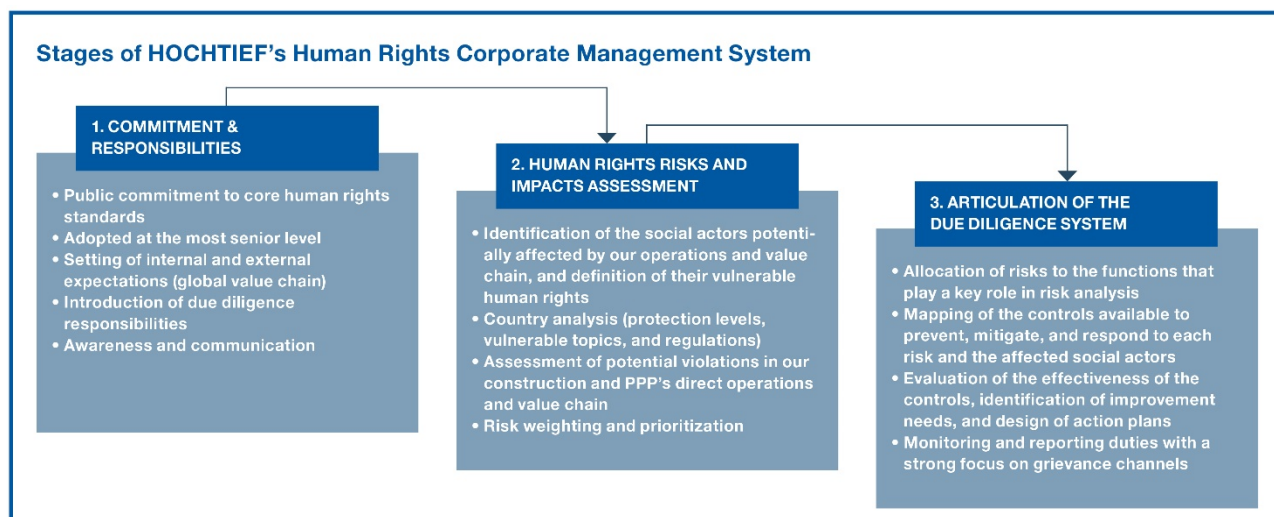 Stages of HOCHTIEF's Human Rights Corporate Management System
1. COMMITMENT &
RESPONSIBILITIES
• Public commitment to core human rights
standards
• Adopted at the most senior level
• Setting of internal and external
expectations (global value chain)
• Introduction of due diligence
responsibilities
• Awareness and communication
2. HUMAN RIGHTS RISKS AND
IMPACTS ASSESSMENT
• Identification of the social actors potenti-
ally affected by our operations and value
chain, and definition of their vulnerable
human rights
• Country analysis (protection levels,
vulnerable topics, and regulations)
• Assessment of potential violations in our
construction and PPP's direct operations
and value chain
• Risk weighting and prioritization
3. ARTICULATION OF THE
DUE DILIGENCE SYSTEM
• Allocation of risks to the functions that
play a key role in risk analysis
• Mapping of the controls available to
prevent, mitigate, and respond to each
risk and the affected social actors
• Evaluation of the effectiveness of the
controls, identification of improvement
needs, and design of action plans
• Monitoring and reporting duties with a
strong focus on grievance channels